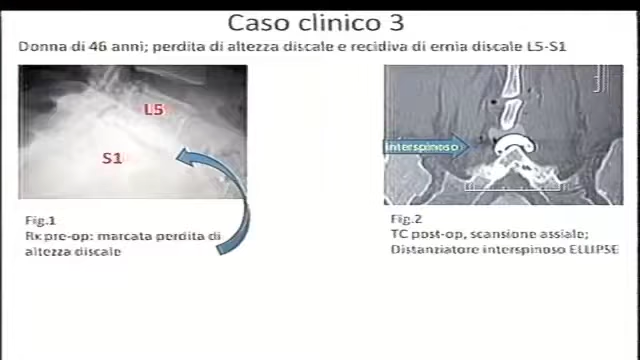 Caso clinico 3
Donna di 46 anni; perdita di altezza discale e recidiva di ernia discale L5-S1
L5
S1
interspinoso
Fig.1
Rx pre-op: marcata perdita di
altezza discale
Fig.2
TC post-op, scansione assiale;
Distanziatore interspinoso ELLIPSE